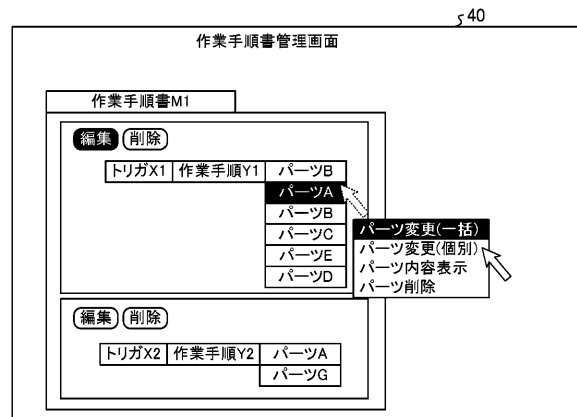 40
作業手順書管理画面
作業手順書M1
編集 削除
トリガX1 作業手順Y1 パーツB
パーツA
パーツB
パーツC
パーツE
パーツD
パーツ変更(一括)
パーツ変更(個別)
パーツ内容表示
パーツ削除
編集 削除
トリガX2 作業手順Y2 パーツA
パーツG